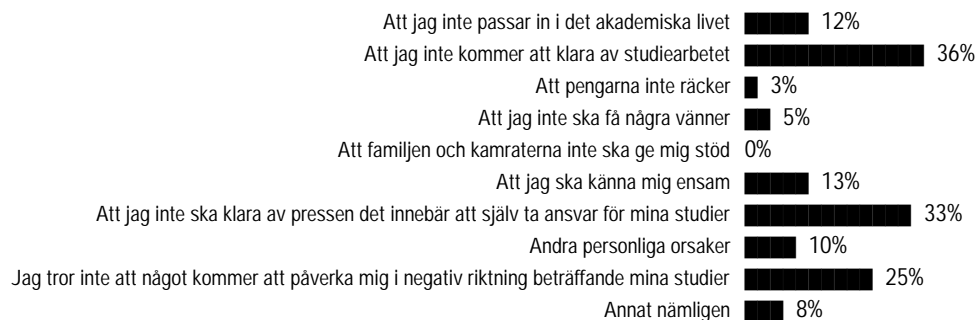 Att jag inte passar in i det akademiska livet 12%
Att jag inte kommer att klara av studiearbetet 36%
Att pengarna inte räcker 3%
Att jag inte ska få några vänner 5%
Att familjen och kamraterna inte ska ge mig stöd 0%
Att jag ska känna mig ensam 13%
Att jag inte ska klara av pressen det innebär att själv ta ansvar för mina studier 33%
Andra personliga orsaker 10%
Jag tror inte att något kommer att påverka mig i negativ riktning beträffande mina studier 25%
Annat nämligen 8%